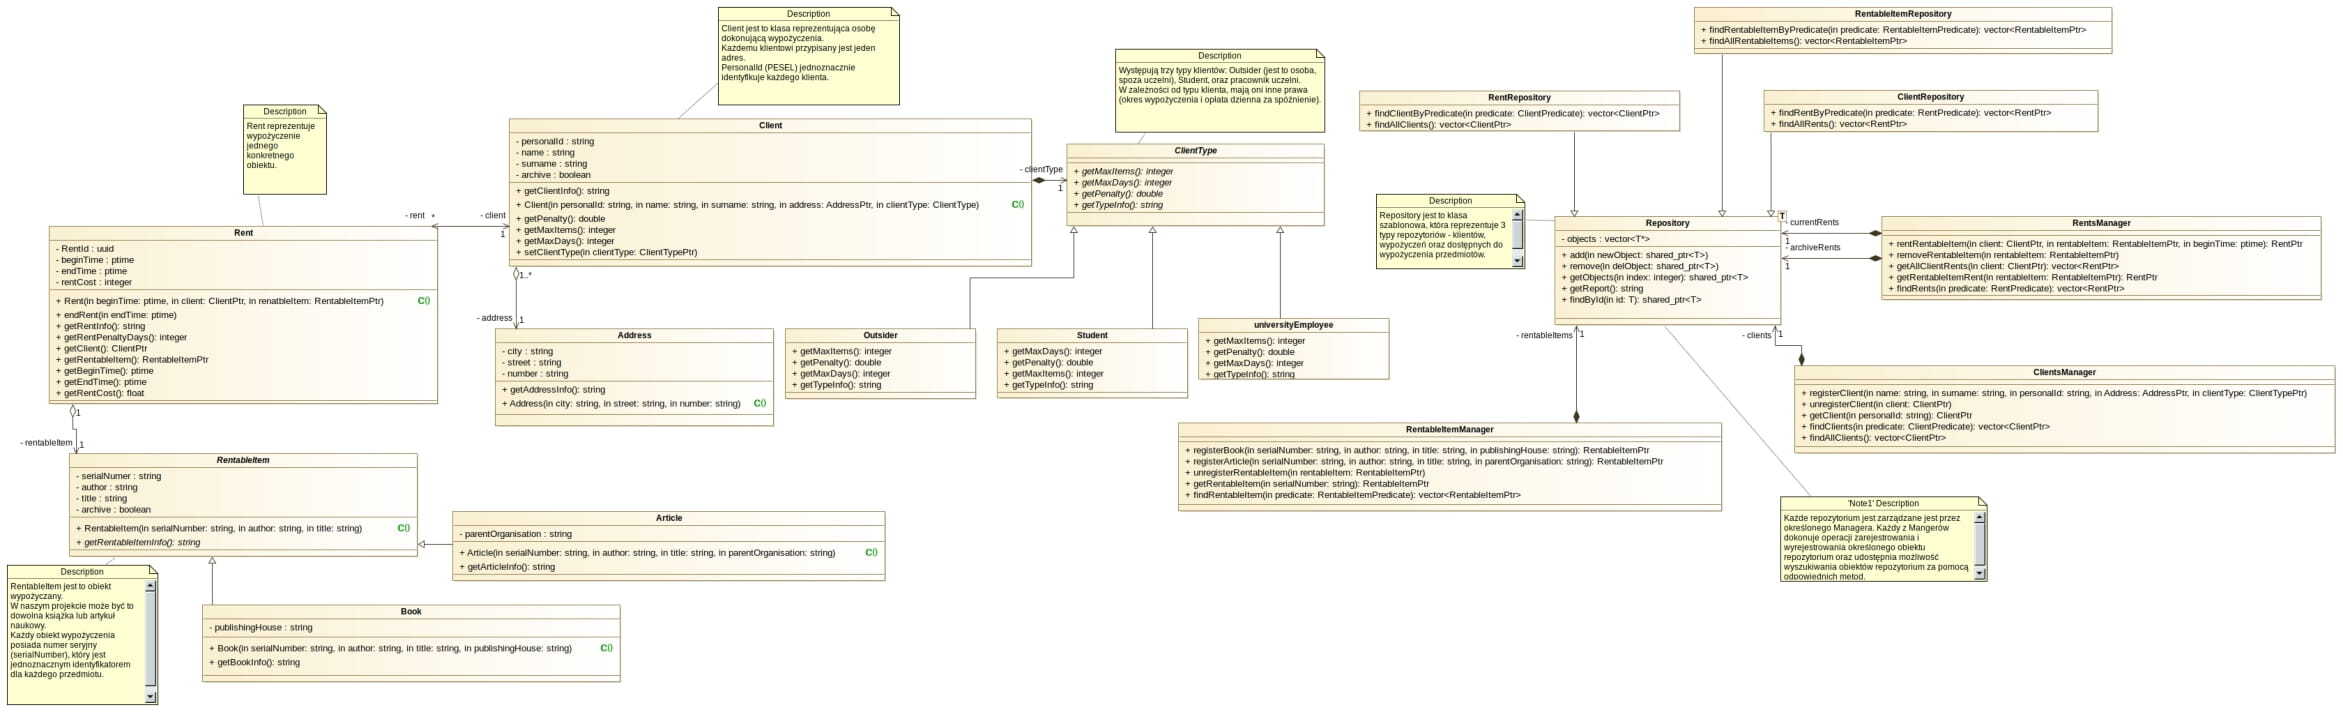 Description
Client jest to klasa reprezentująca osobę
dokonującą wypożyczenia.
Każdemu klientowi przypisany jest jeden
adres.
PersonalId (PESEL) jednoznacznie
identyfikuje każdego klienta.
Description
Występują trzy typy klientów: Outsider (jest to osoba,
spoza uczelni), Student, oraz pracownik uczelni.
W zależności od typu klienta, mają oni inne prawa
(okres wypożyczenia i opłata dzienna za spóźnienie).
Description
Rent reprezentuje
wypożyczenie
jednego
konkretnego
obiektu.
Client
- personalId : string
- name : string
- surname : string
- archive : boolean
+ getClientInfo(): string
+ Client(in personalId: string, in name: string, in surname: string, in address: AddressPtr, in clientType: ClientType) C()
+ getPenalty(): double
+ getMaxItems(): integer
+ getMaxDays(): integer
+ setClientType(in clientType: ClientTypePtr)
- clientType
1
ClientType
+ getMaxItems(): integer
+ getMaxDays(): integer
+ getPenalty(): double
+ getTypeInfo(): string
- rent *
- client
1
Rent
- RentId : uuid
- beginTime : ptime
- endTime : ptime
- rentCost : integer
+ Rent(in beginTime: ptime, in client: ClientPtr, in renatbleItem: RentableItemPtr) C()
+ endRent(in endTime: ptime)
+ getRentInfo(): string
+ getRentPenaltyDays(): integer
+ getClient(): ClientPtr
+ getRentableItem(): RentableItemPtr
+ getBeginTime(): ptime
+ getEndTime(): ptime
+ getRentCost(): float
1..*
- address 1
Address
- city : string
- street : string
- number : string
+ getAddressInfo(): string
+ Address(in city: string, in street: string, in number: string) C()
Outsider
+ getMaxItems(): integer
+ getPenalty(): double
+ getMaxDays(): integer
+ getTypeInfo(): string
Student
+ getMaxDays(): integer
+ getPenalty(): double
+ getMaxItems(): integer
+ getTypeInfo(): string
universityEmployee
+ getMaxItems(): integer
+ getPenalty(): double
+ getMaxDays(): integer
+ getTypeInfo(): string
1
- rentableItem 1
RentableItem
- serialNumer : string
- author : string
- title : string
- archive : boolean
+ RentableItem(in serialNumber: string, in author: string, in title: string) C()
+ getRentableItemInfo(): string
Article
- parentOrganisation : string
+ Article(in serialNumber: string, in author: string, in title: string, in parentOrganisation: string) C()
+ getArticleInfo(): string
Description
RentableItem jest to obiekt
wypożyczany.
W naszym projekcie może być to
dowolna książka lub artykuł
naukowy.
Każdy obiekt wypożyczenia
posiada numer seryjny
(serialNumber), który jest
jednoznacznym identyfikatorem
dla każdego przedmiotu.
Book
- publishingHouse : string
+ Book(in serialNumber: string, in author: string, in title: string, in publishingHouse: string) C()
+ getBookInfo(): string
RentableItemRepository
+ findRentableItemByPredicate(in predicate: RentableItemPredicate): vector<RentableItemPtr>
+ findAllRentableItems(): vector<RentableItemPtr>
RentRepository
+ findClientByPredicate(in predicate: ClientPredicate): vector<ClientPtr>
+ findAllClients(): vector<ClientPtr>
ClientRepository
+ findRentByPredicate(in predicate: RentPredicate): vector<RentPtr>
+ findAllRents(): vector<RentPtr>
Description
Repository jest to klasa
szablonowa, która reprezentuje 3
typy repozytoriów - klientów,
wypożyczeń oraz dostępnych do
wypożyczenia przedmiotów.
Repository
T
- objects : vector<T*>
+ add(in newObject: shared_ptr<T>)
+ remove(in delObject: shared_ptr<T>)
+ getObjects(in index: integer): shared_ptr<T>
+ getReport(): string
+ findById(in id: T): shared_ptr<T>
- currentRents
1
- archiveRents
1
RentsManager
+ rentRentableItem(in client: ClientPtr, in rentableItem: RentableItemPtr, in beginTime: ptime): RentPtr
+ removeRentableItem(in rentableItem: RentableItemPtr)
+ getAllClientRents(in client: ClientPtr): vector<RentPtr>
+ getRentableItemRent(in rentableItem: RentableItemPtr): RentPtr
+ findRents(in predicate: RentPredicate): vector<RentPtr>
- rentableItems 1
- clients 1
ClientsManager
+ registerClient(in name: string, in surname: string, in personalId: string, in Address: AddressPtr, in clientType: ClientTypePtr)
+ unregisterClient(in client: ClientPtr)
+ getClient(in personalId: string): ClientPtr
+ findClients(in predicate: ClientPredicate): vector<ClientPtr>
+ findAllClients(): vector<ClientPtr>
RentableItemManager
+ registerBook(in serialNumber: string, in author: string, in title: string, in publishingHouse: string): RentableItemPtr
+ registerArticle(in serialNumber: string, in author: string, in title: string, in parentOrganisation: string): RentableItemPtr
+ unregisterRentableItem(in rentableItem: RentableItemPtr)
+ getRentableItem(in serialNumber: string): RentableItemPtr
+ findRentableItem(in predicate: RentableItemPredicate): vector<RentableItemPtr>
'Note1' Description
Każde repozytorium jest zarządzane jest przez
określonego Managera. Każdy z Mangerów
dokonuje operacji zarejestrowania i
wyrejestrowania określonego obiektu
repozytorium oraz udostępnia możliwość
wyszukiwania obiektów repozytorium za pomocą
odpowiednich metod.